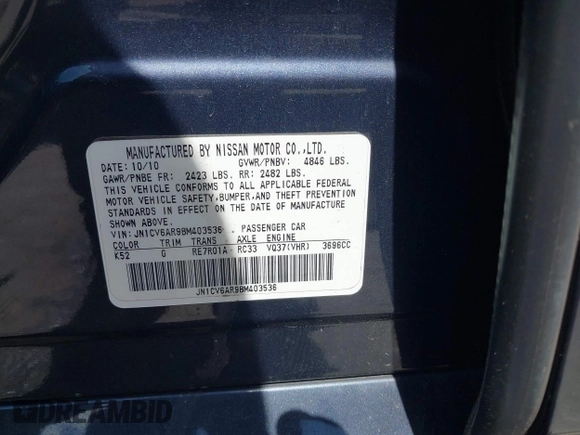 MANUFACTURED BY NISSAN MOTOR CO.,LTD.
DATE: 10/10 GVWR/PNBV: 4846 LBS.
GAWR/PNBE FR: 2423 LBS. RR: 2482 LBS.
THIS VEHICLE CONFORMS TO ALL APPLICABLE FEDERAL
MOTOR VEHICLE SAFETY,BUMPER,AND THEFT PREVENTION
STANDARDS IN EFFECT ON THE DATE OF MANUFACTURE
SHOWN ABOVE.
VIN: JN1CV6AR9BM403536 , PASSENGER CAR
COLOR TRIM TRANS AXLE ENGINE
K52 G RE7R01A - RC33 VQ37(VHR) 3696CC
JN1CV6AR9BM403536
DREAMBID